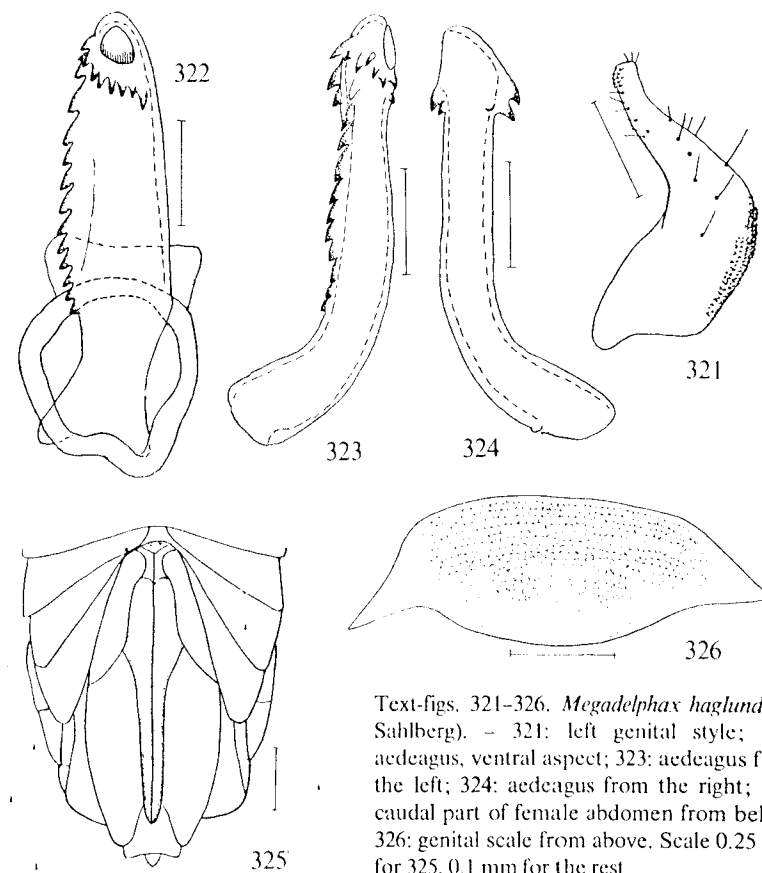 322
323
324
321
325
326
Text-figs. 321–326. Megadelphax haglund
Sahlberg). – 321: left genital style;
aedeagus, ventral aspect; 323: aedeagus f
the left; 324: aedeagus from the right;
caudal part of female abdomen from bel
326: genital scale from above. Scale 0.25
for 325, 0.1 mm for the rest